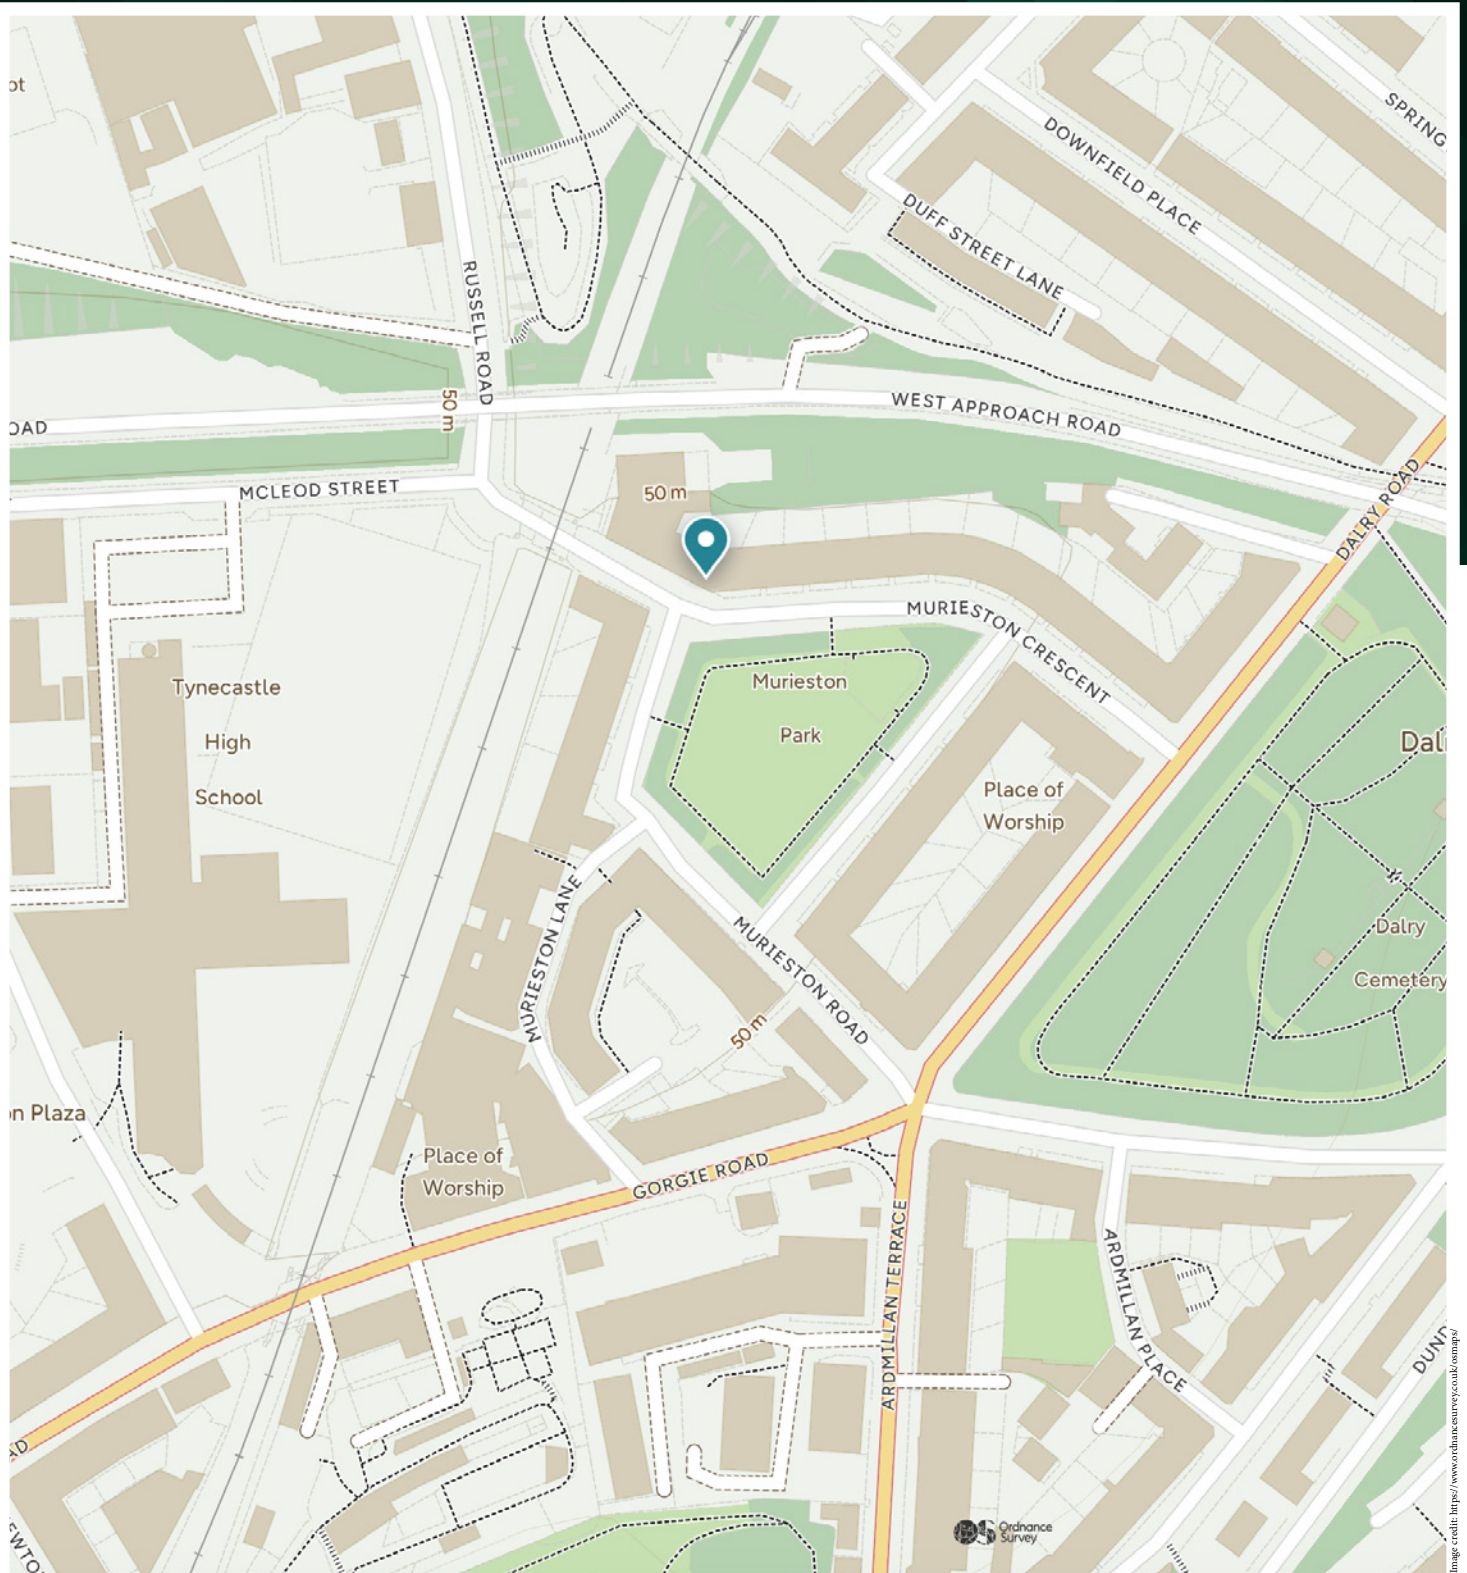 ot
SPRING
DOWNFIELD PLACE
DUFF STREET LANE
RUSSELL ROAD
50 m
WEST APPROACH ROAD
OAD
MCLEOD STREET
50 m
DALRY ROAD
MURIESTON CRESCENT
Tynecastle
High
School
Murieston
Park
Dal
Place of
Worship
MURIESTON LANE
MURIESTON ROAD
Dalry
Cemetery
50 m
on Plaza
Place of
Worship
GORGIE ROAD
ARDMILLAN TERRACE
ARDMILLAN PLACE
DUND
AD
EWTO
OS Ordnance
Survey
Image credit: https://www.ordnancesurvey.co.uk/osmaps/